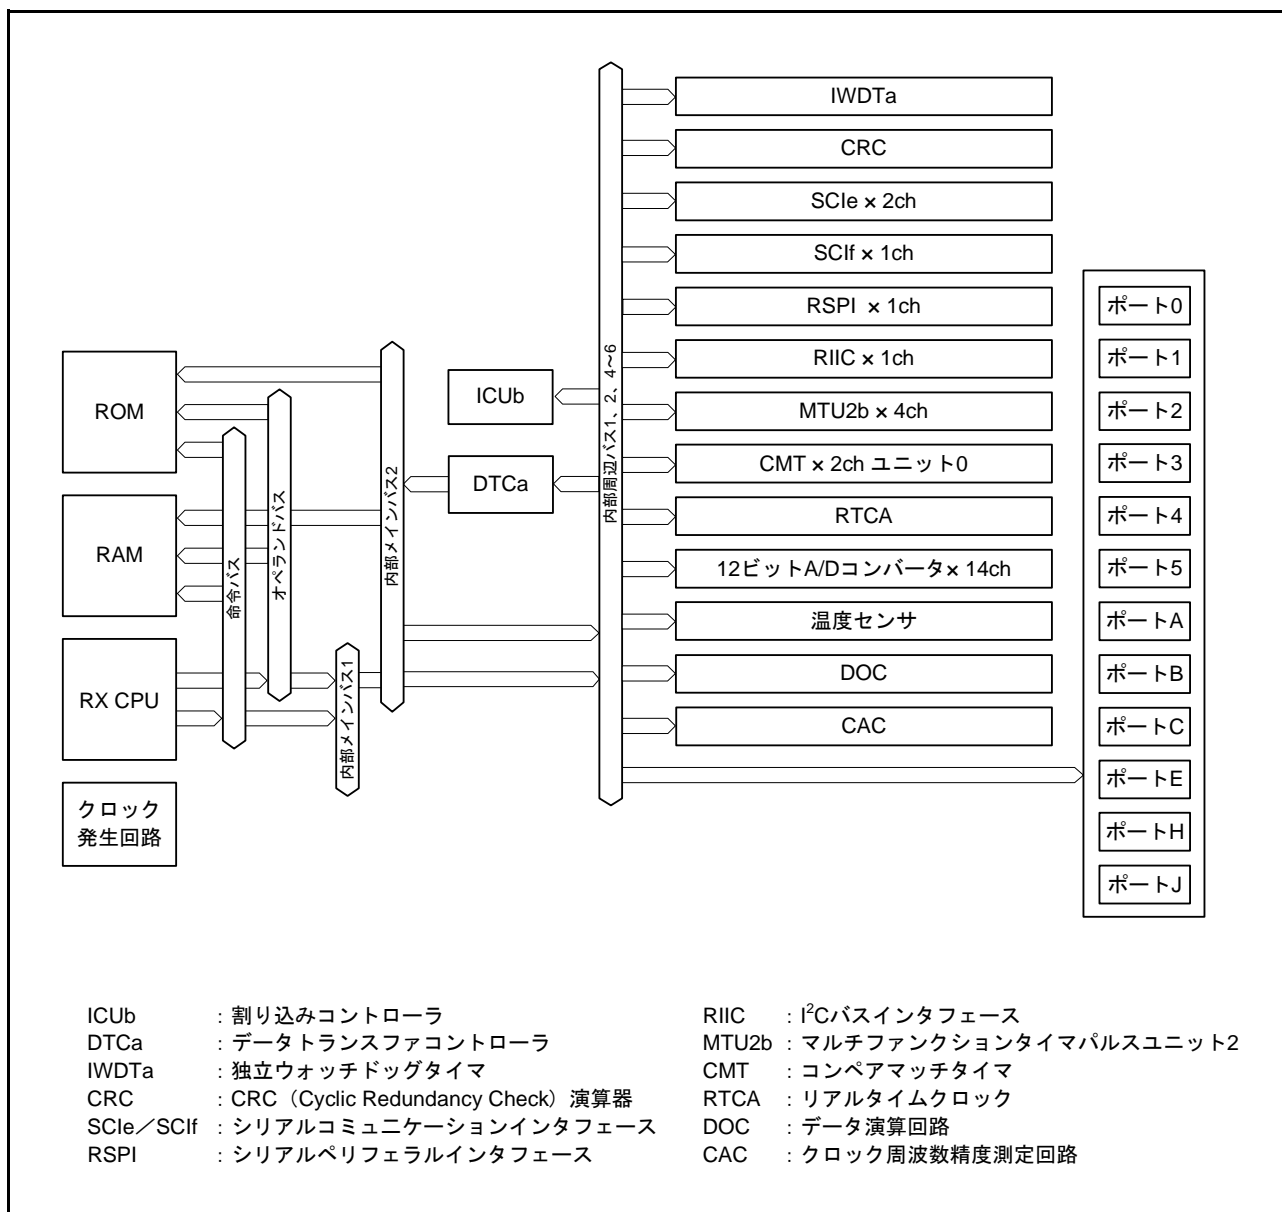 IWDTa
CRC
SCIe × 2ch
SCIf × 1ch
RSPI × 1ch
RIIC × 1ch
MTU2b × 4ch
CMT × 2ch ユニット0
RTCA
12ビットA/Dコンバータ× 14ch
温度センサ
DOC
CAC
ポート0
ポート1
ポート2
ポート3
ポート4
ポート5
ポートA
ポートB
ポートC
ポートE
ポートH
ポートJ
内部周辺バス1、2、4～6
ICUb
DTCa
内部メインバス2
内部メインバス1
オペランドバス
命令バス
ROM
RAM
RX CPU
クロック
発生回路
ICUb : 割り込みコントローラ
DTCa : データトランスファコントローラ
IWDTa : 独立ウォッチドッグタイマ
CRC : CRC（Cyclic Redundancy Check）演算器
SCIe／SCIf : シリアルコミュニケーションインタフェース
RSPI : シリアルペリフェラルインタフェース
RIIC : I²Cバスインタフェース
MTU2b : マルチファンクションタイマパルスユニット2
CMT : コンペアマッチタイマ
RTCA : リアルタイムクロック
DOC : データ演算回路
CAC : クロック周波数精度測定回路